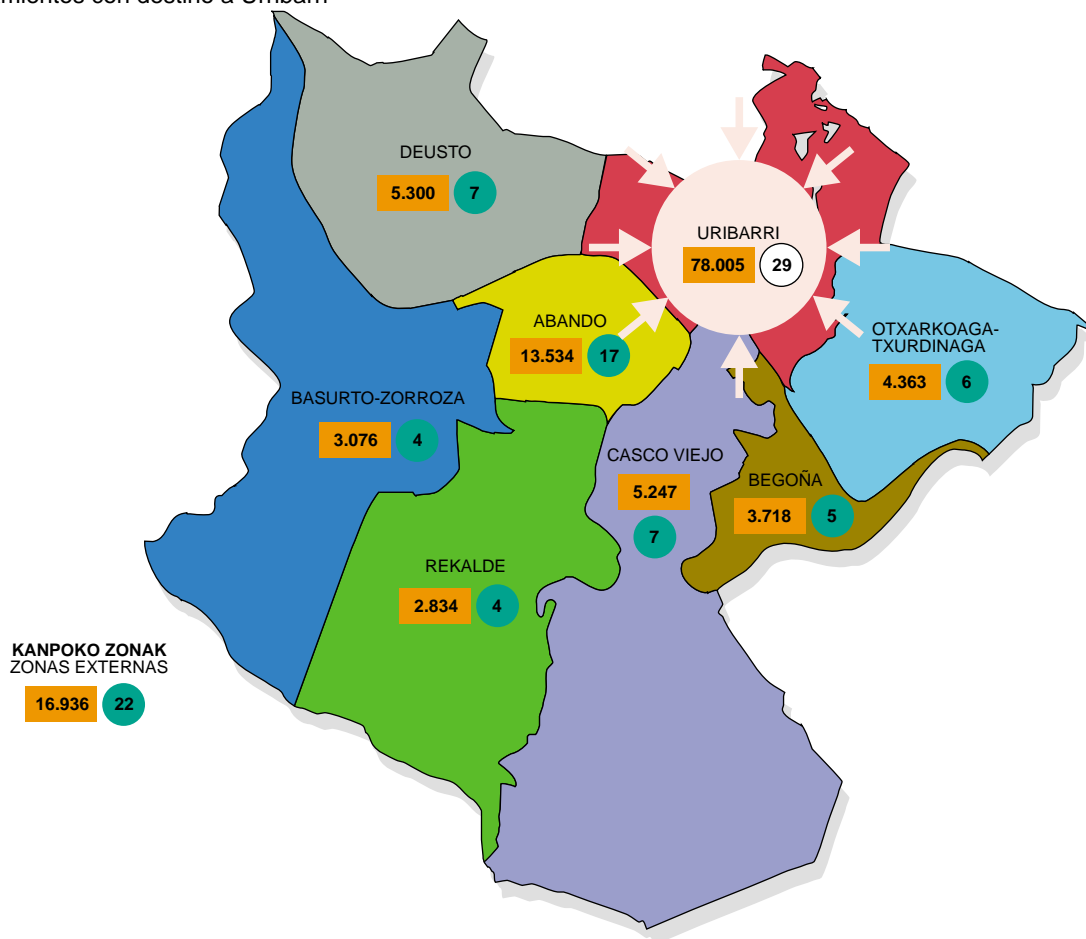 con destino a
DEUSTO
5.300 7
URIBARRI
78.005 29
ABANDO
13.534 17
OTXARKOAGA-
TXURDINAGA
4.363 6
BASURTO-ZORROZA
3.076 4
CASCO VIEJO
5.247
7
BEGOÑA
3.718 5
REKALDE
2.834 4
KANPOKO ZONAK
ZONAS EXTERNAS
16.936 22